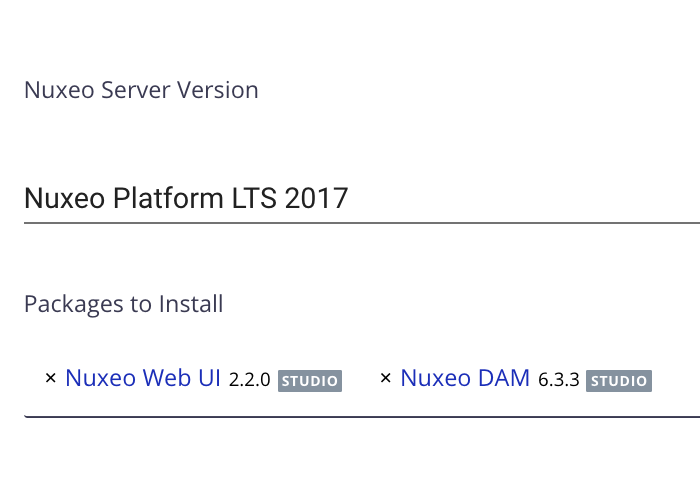 Nuxeo Server Version
Nuxeo Platform LTS 2017
Packages to Install
× Nuxeo Web UI 2.2.0 STUDIO × Nuxeo DAM 6.3.3 STUDIO